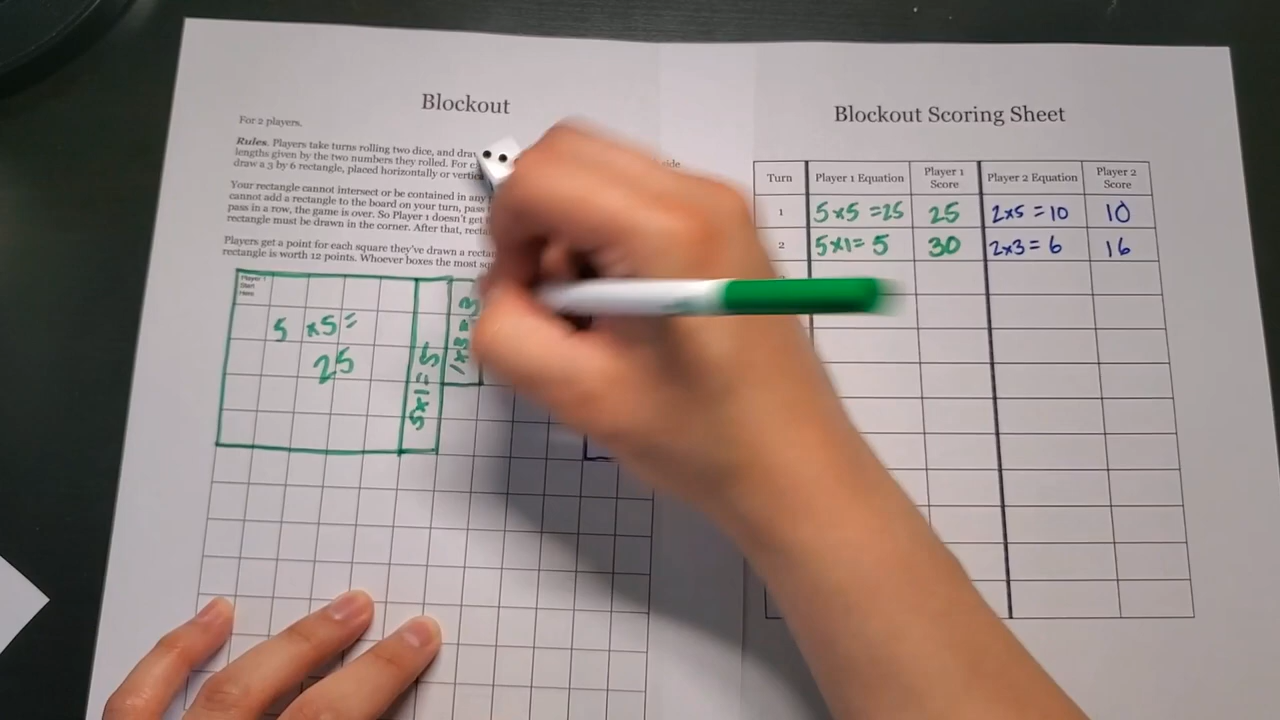 Blockout
For 2 players.
Rules. Players take turns rolling two dice, and draw
side
lengths given by the two numbers they rolled. For
draw a 3 by 6 rectangle, placed horizontally or
Your rectangle cannot intersect or be contained in any
cannot add a rectangle to the board on your turn, pass
pass in a row, the game is over. So Player 1 doesn't get
rectangle must be drawn in the corner. After that,
Players get a point for each square they've drawn a
rectangle is worth 12 points. Whoever boxes the most
Player 1
Start
Here
5 x5=
25
5x1=5
1x3=3
Blockout Scoring Sheet
Turn Player 1 Equation Player 1 Score Player 2 Equation Player 2 Score
1 5x5=25 25 2x5=10 10
2 5x1=5 30 2x3=6 16